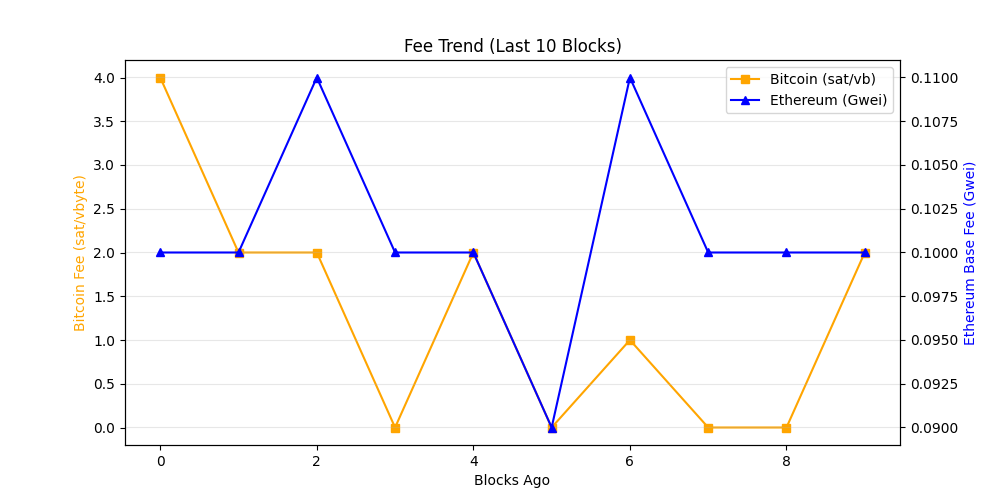 Fee Trend (Last 10 Blocks)
Bitcoin (sat/vb)
Ethereum (Gwei)
Bitcoin Fee (sat/vbyte)
4.0
3.5
3.0
2.5
2.0
1.5
1.0
0.5
0.0
0.1100
0.1075
0.1050
0.1025
0.1000
0.0975
0.0950
0.0925
0.0900
Ethereum Base Fee (Gwei)
0 2 4 6 8
Blocks Ago